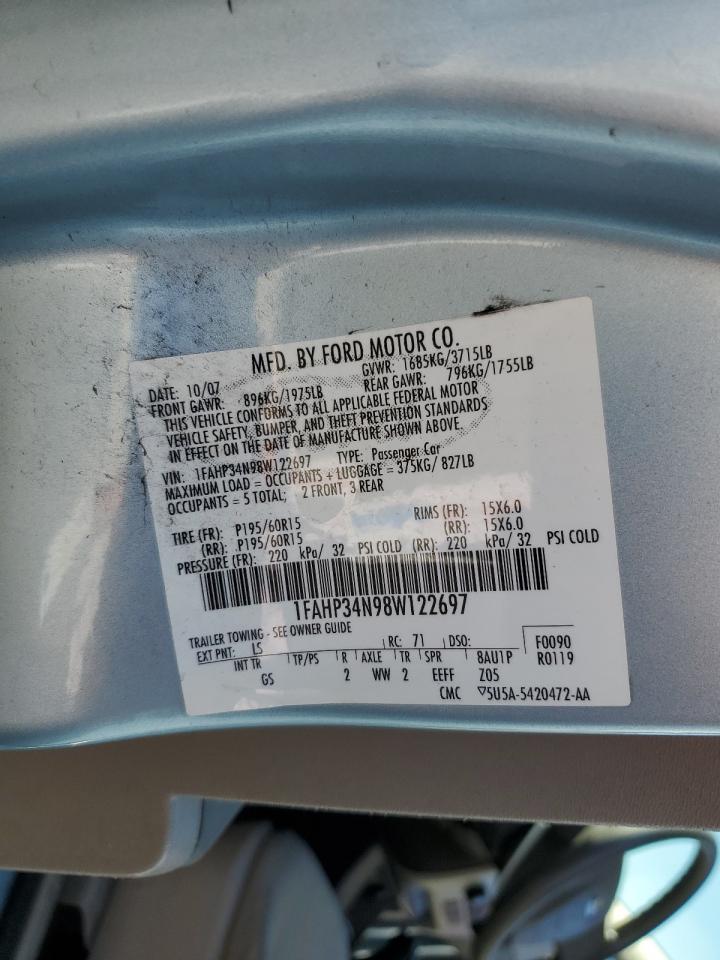 MFD. BY FORD MOTOR CO.
DATE: 10/07 GVWR: 1685KG/3715LB
FRONT GAWR: 896KG/1975LB REAR GAWR: 796KG/1755LB
THIS VEHICLE CONFORMS TO ALL APPLICABLE FEDERAL MOTOR
VEHICLE SAFETY, BUMPER, AND THEFT PREVENTION STANDARDS
IN EFFECT ON THE DATE OF MANUFACTURE SHOWN ABOVE.
VIN: 1FAHP34N98W122697 TYPE: Passenger Car
MAXIMUM LOAD = OCCUPANTS + LUGGAGE = 375KG/ 827LB
OCCUPANTS = 5 TOTAL; 2 FRONT, 3 REAR
TIRE (FR): P195/60R15 RIMS (FR): 15X6.0
(RR): P195/60R15 (RR): 15X6.0
PRESSURE (FR): 220 kPa/ 32 PSI COLD (RR): 220 kPa/ 32 PSI COLD
1FAHP34N98W122697
TRAILER TOWING - SEE OWNER GUIDE
EXT PNT: LS RC: 71 DSO: F0090
INT TR TP/PS R AXLE TR SPR 8AU1P R0119
GS 2 WW 2 EEFF Z05
CMC ▽5U5A-5420472-AA